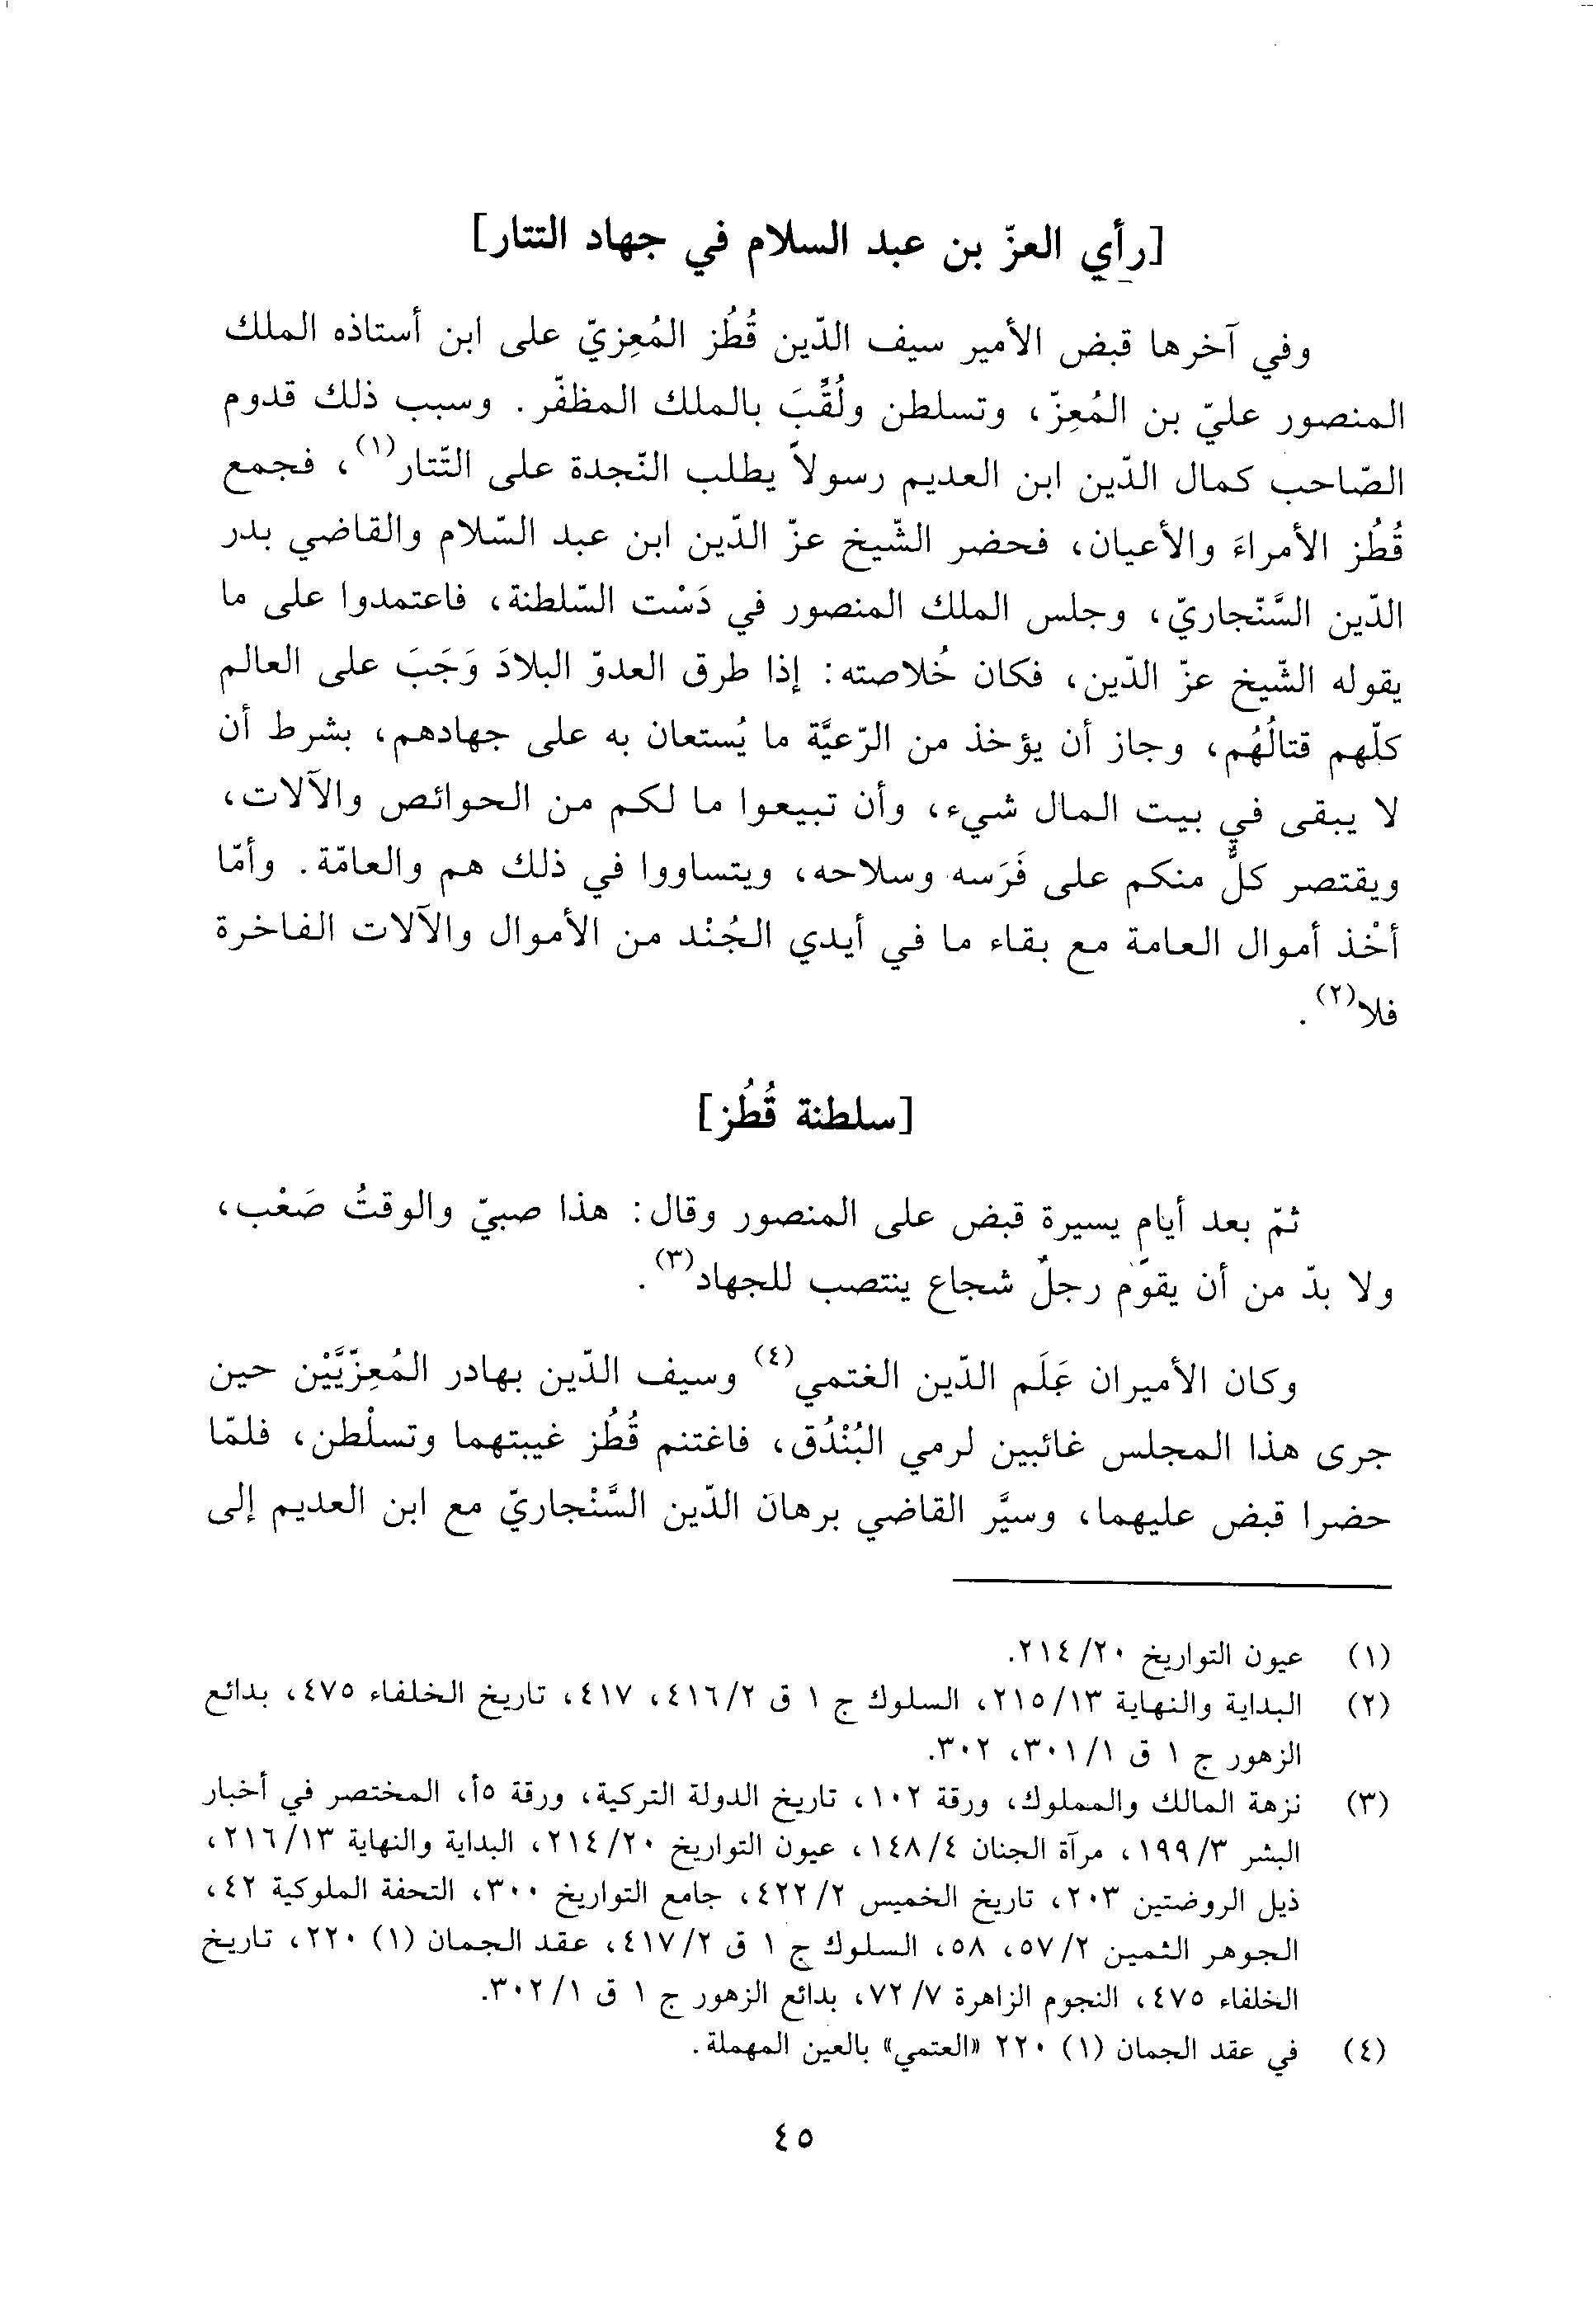 [رأي العزّ بن عبد السلام في جهاد التتار]
وفي آخرها قبض الأمير سيف الدّين قُطُز المُعِزيّ على ابن أستاذه الملك
المنصور عليّ بن المُعِزّ، وتسلطن ولُقِّبَ بالملك المظفّر. وسبب ذلك قدوم
الصّاحب كمال الدّين ابن العديم رسولاً يطلب النّجدة على التّتار(١)، فجمع
قُطُز الأمراءَ والأعيان، فحضر الشّيخ عزّ الدّين ابن عبد السّلام والقاضي بدر
الدّين السَّنّجاريّ، وجلس الملك المنصور في دَسْت السّلطنة، فاعتمدوا على ما
يقوله الشّيخ عزّ الدّين، فكان خُلاصته: إذا طرق العدوّ البلادَ وَجَبَ على العالم
كلّهم قتالُهُم، وجاز أن يؤخذ من الرّعيَّة ما يُستعان به على جهادهم، بشرط أن
لا يبقى في بيت المال شيء، وأن تبيعوا ما لكم من الحوائص والآلات،
ويقتصر كلٌّ منكم على فَرَسه وسلاحه، ويتساووا في ذلك هم والعامّة. وأمّا
أخْذ أموال العامة مع بقاء ما في أيدي الجُنْد من الأموال والآلات الفاخرة
فلا(٢).
[سلطنة قُطُز]
ثمّ بعد أيام يسيرة قبض على المنصور وقال: هذا صبيّ والوقتُ صَعْب،
ولا بدّ من أن يقوّم رجلٌ شجاع ينتصب للجهاد(٣).
وكان الأميران عَلَم الدّين الغتمي(٤) وسيف الدّين بهادر المُعِزّيَّيْن حين
جرى هذا المجلس غائبين لرمي البُنْدُق، فاغتنم قُطُز غيبتهما وتسلْطن، فلمّا
حضرا قبض عليهما، وسيَّر القاضي برهانَ الدّين السَّنْجاريّ مع ابن العديم إلى
(١) عيون التواريخ ٢١٤/٢٠.
(٢) البداية والنهاية ٢١٥/١٣، السلوك ج ١ ق ٤١٦/٢، ٤١٧، تاريخ الخلفاء ٤٧٥، بدائع
الزهور ج ١ ق ٣٠١/١، ٣٠٢.
(٣) نزهة المالك والمملوك، ورقة ١٠٢، تاريخ الدولة التركية، ورقة ٥أ، المختصر في أخبار
البشر ١٩٩/٣، مرآة الجنان ١٤٨/٤، عيون التواريخ ٢١٤/٢٠، البداية والنهاية ٢١٦/١٣،
ذيل الروضتين ٢٠٣، تاريخ الخميس ٤٢٢/٢، جامع التواريخ ٣٠٠، التحفة الملوكية ٤٢،
الجوهر الثمين ٥٧/٢، ٥٨، السلوك ج ١ ق ٤١٧/٢، عقد الجمان (١) ٢٢٠، تاريخ
الخلفاء ٤٧٥، النجوم الزاهرة ٧٢/٧، بدائع الزهور ج ١ ق ٣٠٢/١.
(٤) في عقد الجمان (١) ٢٢٠ «العتمي» بالعين المهملة.
٤٥